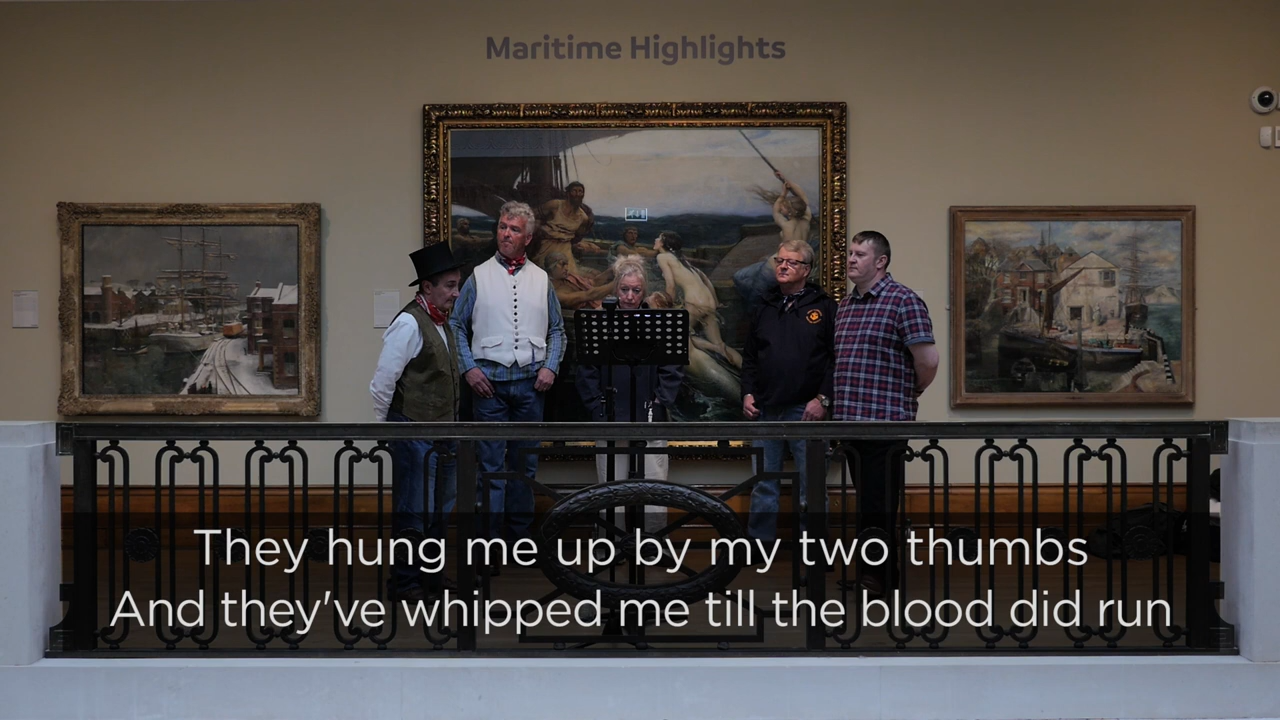 Maritime Highlights
They hung me up by my two thumbs
And they've whipped me till the blood did run